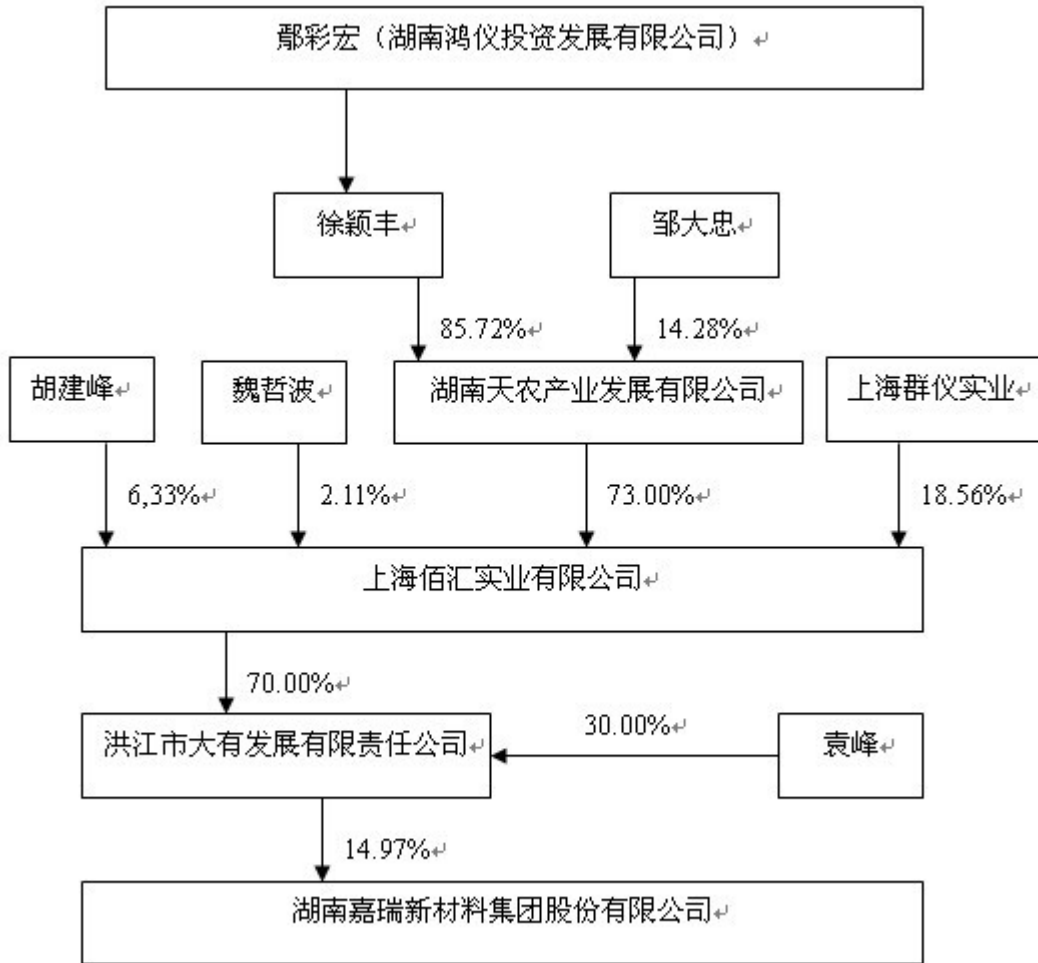 鄢彩宏（湖南鸿仪投资发展有限公司）↵
徐颖丰↵
邹大忠↵
85.72%↵
14.28%↵
胡建峰↵
魏哲波↵
湖南天农产业发展有限公司↵
上海群仪实业↵
6,33%↵
2.11%↵
73.00%↵
18.56%↵
上海佰汇实业有限公司↵
70.00%↵
洪江市大有发展有限责任公司↵
30.00%↵
袁峰↵
14.97%↵
湖南嘉瑞新材料集团股份有限公司↵